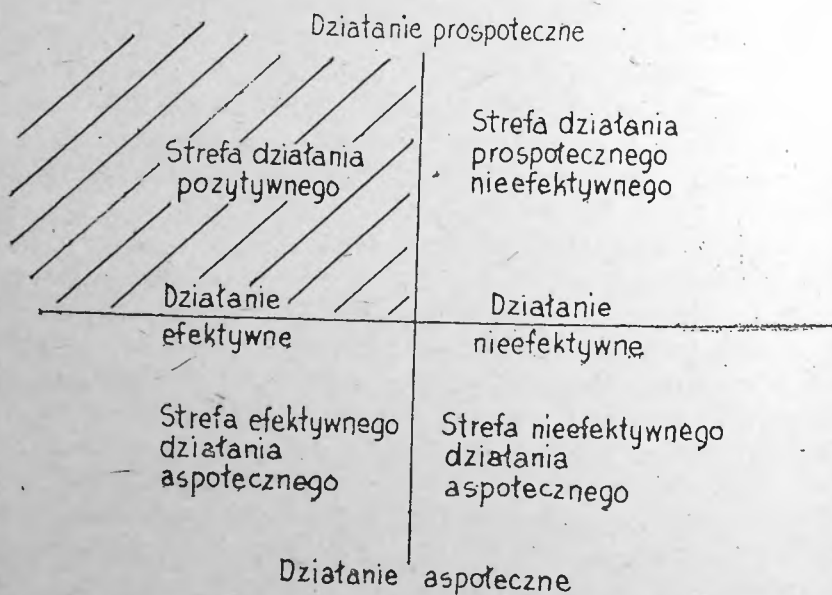 Działanie prospołeczne
Strefa działania
pozytywnego
Strefa działania
prospołecznego
nieefektywnego
Działanie
efektywne
Działanie
nieefektywne
Strefa efektywnego
działania
aspołecznego
Strefa nieefektywnego
działania
aspołecznego
Działanie aspołeczne